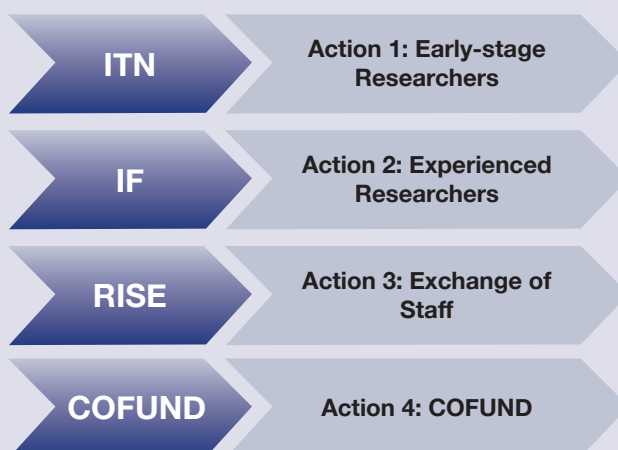 ITN
Action 1: Early-stage
Researchers
IF
Action 2: Experienced
Researchers
RISE
Action 3: Exchange of
Staff
COFUND
Action 4: COFUND